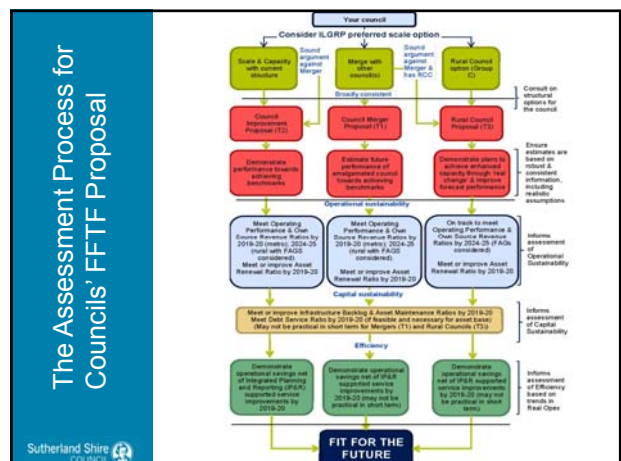 The Assessment Process for
Councils' FFTF Proposal
Sutherland Shire
COUNCIL
Your council
Consider ILGRP preferred scale option
Scale & Capacity
with current
structure
Sound
argument
against
Merger
Merge with
other
council(s)
Sound
argument
against
Merger &
has RCC
Rural Council
option (Group
C)
Broadly consistent
Consult on
structural
options for
the council
Council
Improvement
Proposal (T2)
Council Merger
Proposal (T1)
Rural Council
Proposal (T3)
Demonstrate
performance towards
achieving
benchmarks
Estimate future
performance of
amalgamated council
towards achieving
benchmarks
Demonstrate plans to
achieve enhanced
capacity through 'real
change' & improve
forecast performance
Ensure
estimates are
based on
robust &
consistent
information,
including
realistic
assumptions
Operational sustainability
Meet Operating
Performance & Own
Source Revenue Ratios by
2019-20 (metro); 2024-25
(rural with FAGS
considered).
Meet or improve Asset
Renewal Ratio by 2019-20
Meet Operating
Performance & Own
Source Revenue Ratios by
2019-20 (metro); 2024-25
(rural with FAGS
considered).
Meet or improve Asset
Renewal Ratio by 2019-20
On track to meet
Operating Performance &
Own Source Revenue
Ratios by 2024-25 (FAGs
considered)
Meet or improve Asset
Renewal Ratio by 2019-20
Informs
assessment
of
Operational
Sustainability
Capital sustainability
Meet or improve Infrastructure Backlog & Asset Maintenance Ratios by 2019-20
Meet Debt Service Ratio by 2019-20 (if feasible and necessary for asset base)
(May not be practical in short term for Mergers (T1) and Rural Councils (T3))
Informs
assessment
of Capital
Sustainability
Efficiency
Demonstrate
operational savings net
of Integrated Planning
and Reporting (IP&R)
supported service
improvements by
2019-20
Demonstrate operational
savings net of IP&R
supported service
improvements by
2019-20 (may not be
practical in short term)
Demonstrate
operational savings
net of IP&R supported
service improvements
by 2019-20 (may not
be practical in short
term)
Informs
assessment
of Efficiency
based on
trends in
Real Opex
FIT FOR THE
FUTURE